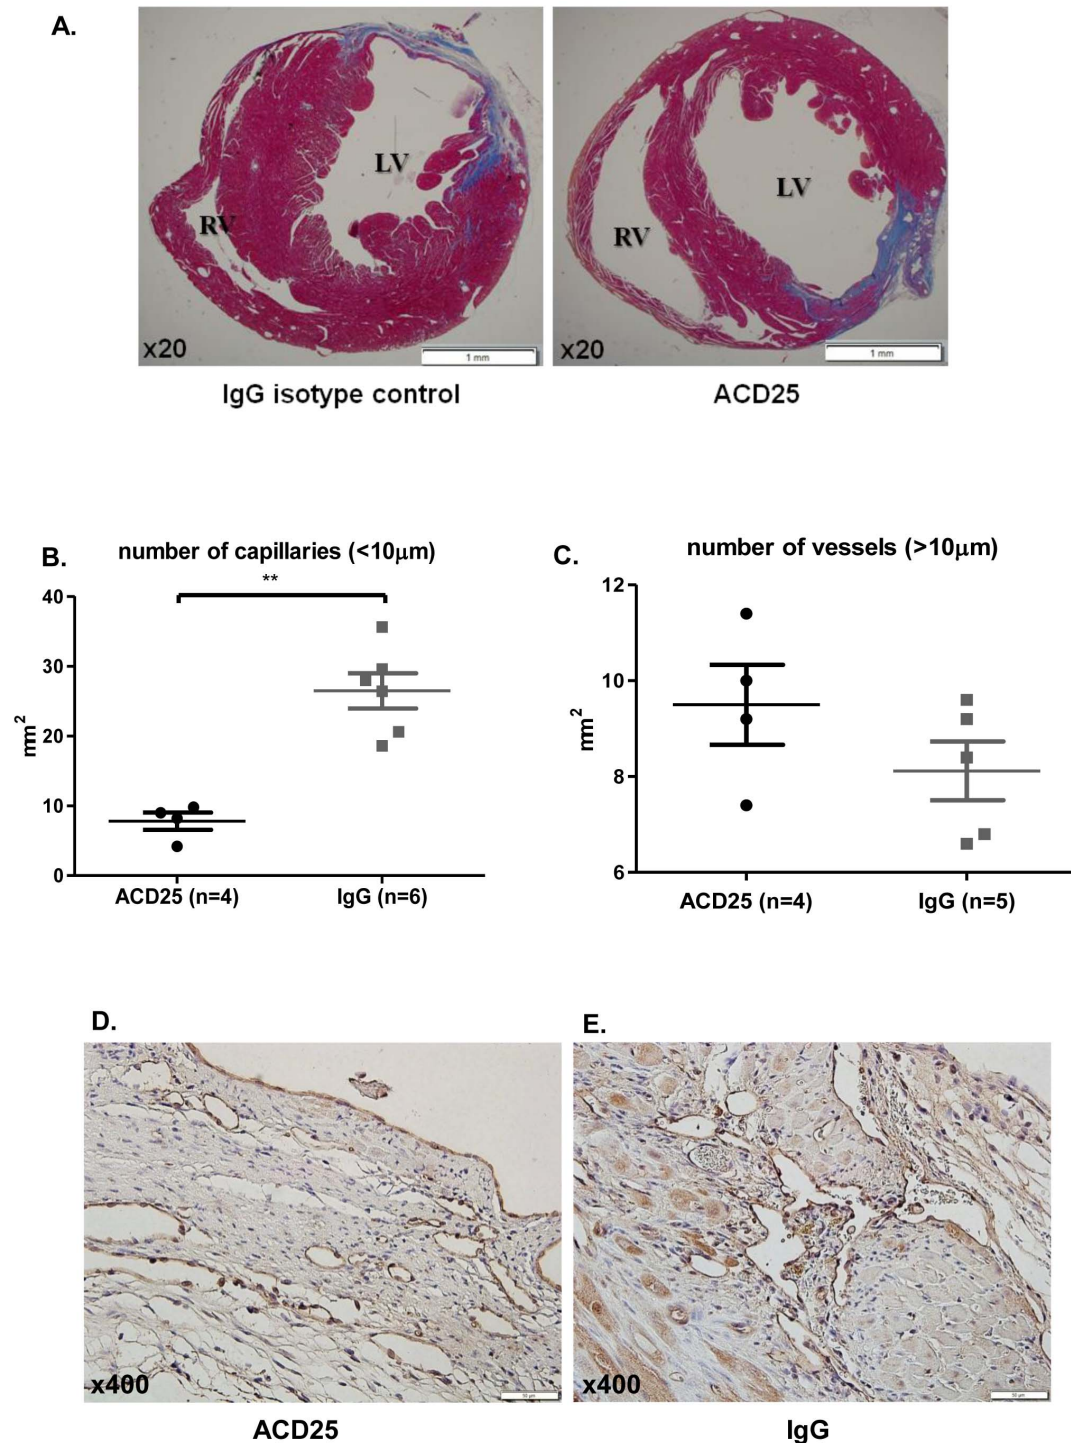 A.
LV
RV
x20
1 mm
LV
RV
x20
1 mm
IgG isotype control
ACD25
B.
number of capillaries (<10μm)
**
40
30
20
10
0
mm²
ACD25 (n=4)
IgG (n=6)
C.
number of vessels (>10μm)
12
10
8
6
mm²
ACD25 (n=4)
IgG (n=5)
D.
x400
ACD25
E.
x400
IgG